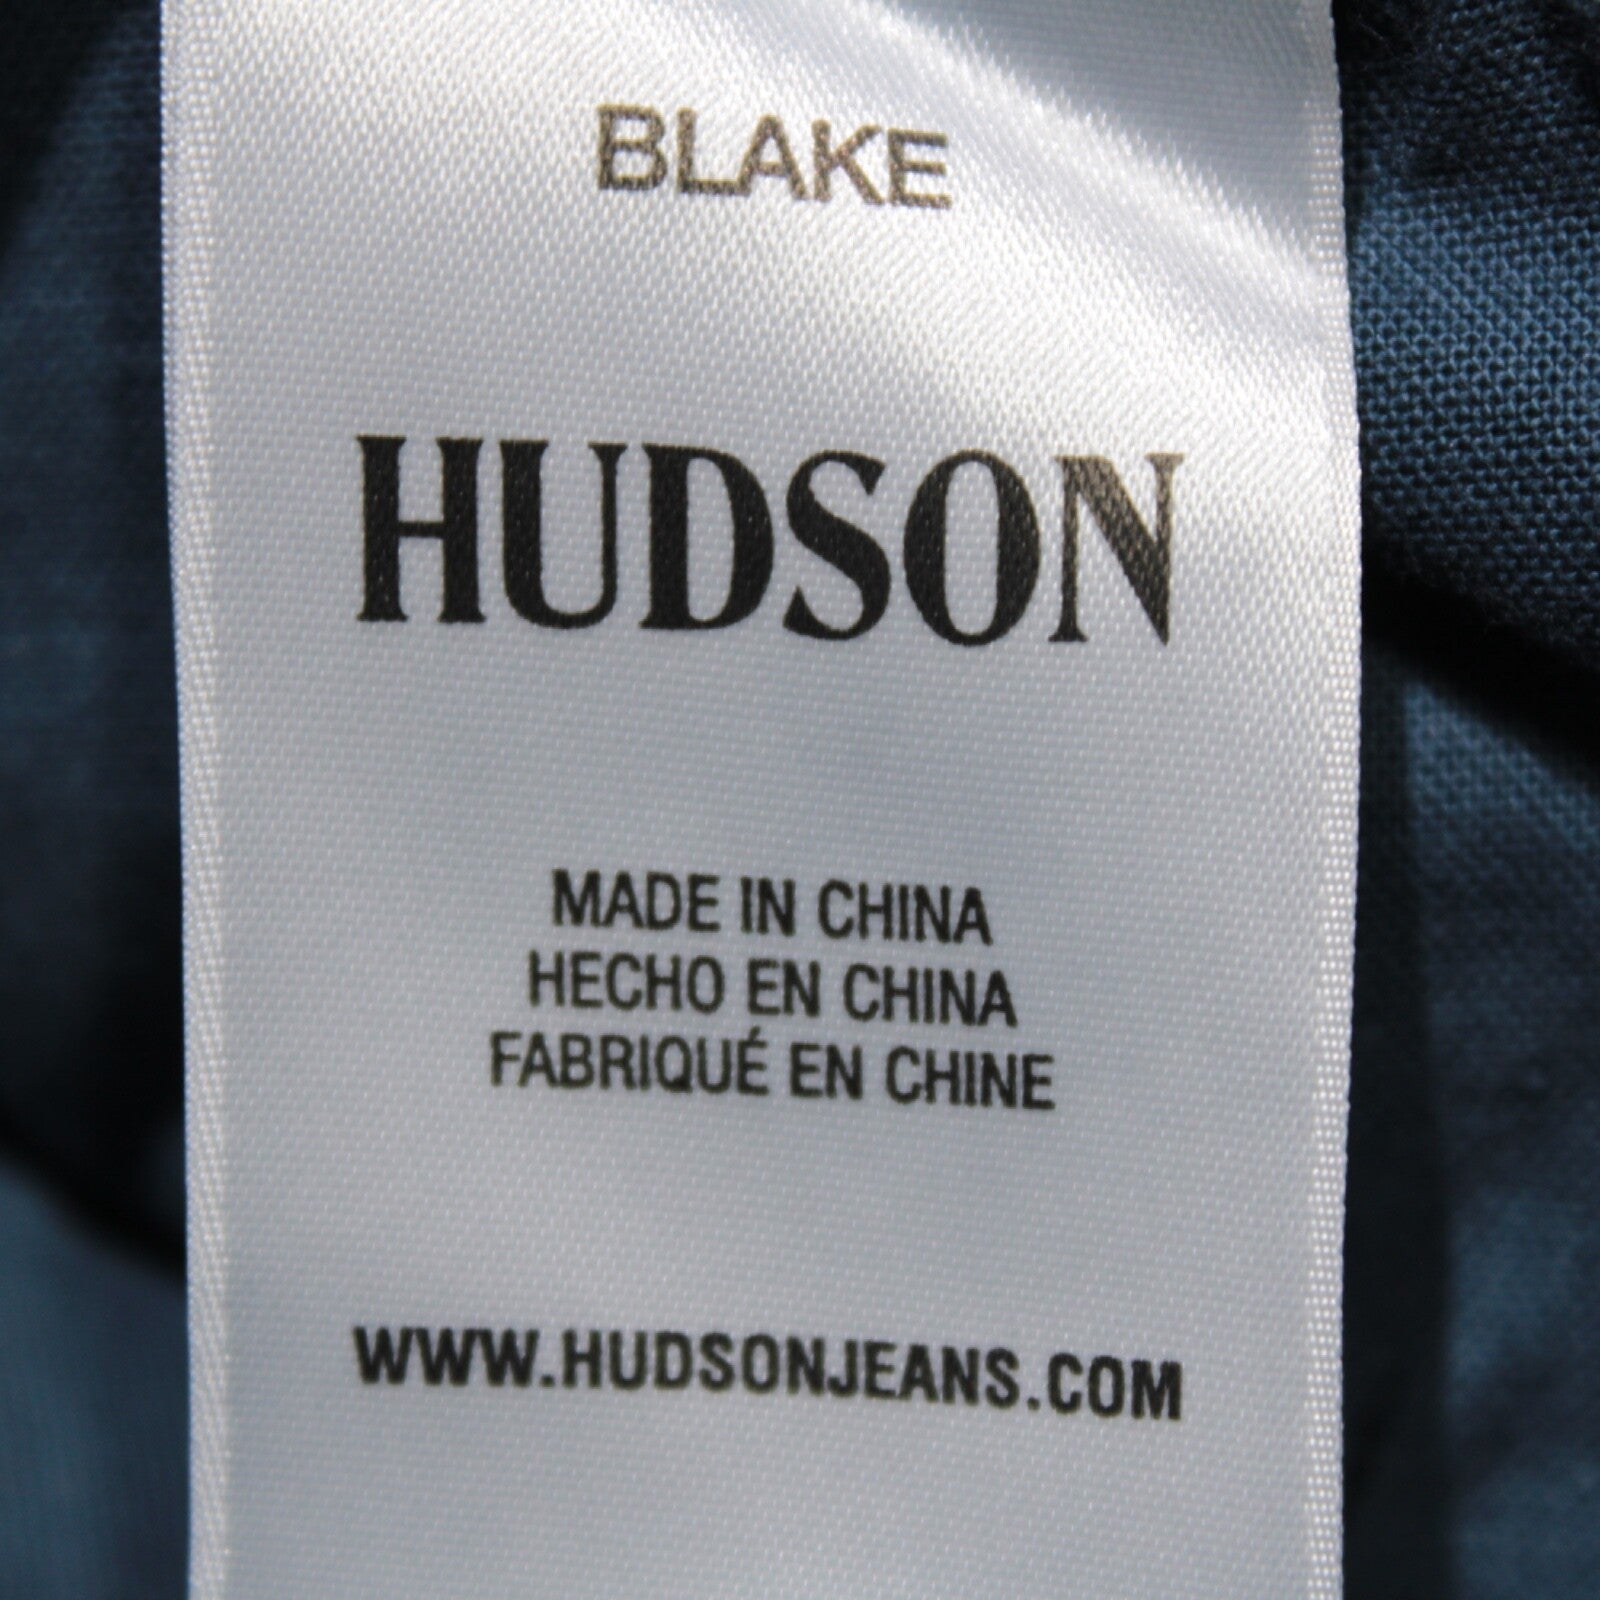 BLAKE
HUDSON
MADE IN CHINA
HECHO EN CHINA
FABRIQUÉ EN CHINE
WWW.HUDSONJEANS.COM